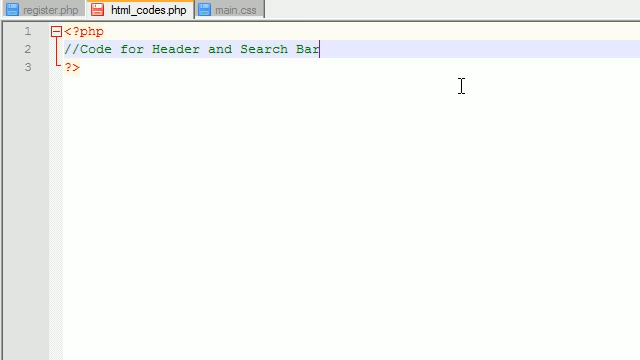 register.php html_codes.php main.css
1 <?php
2 //Code for Header and Search Bar
3 ?>